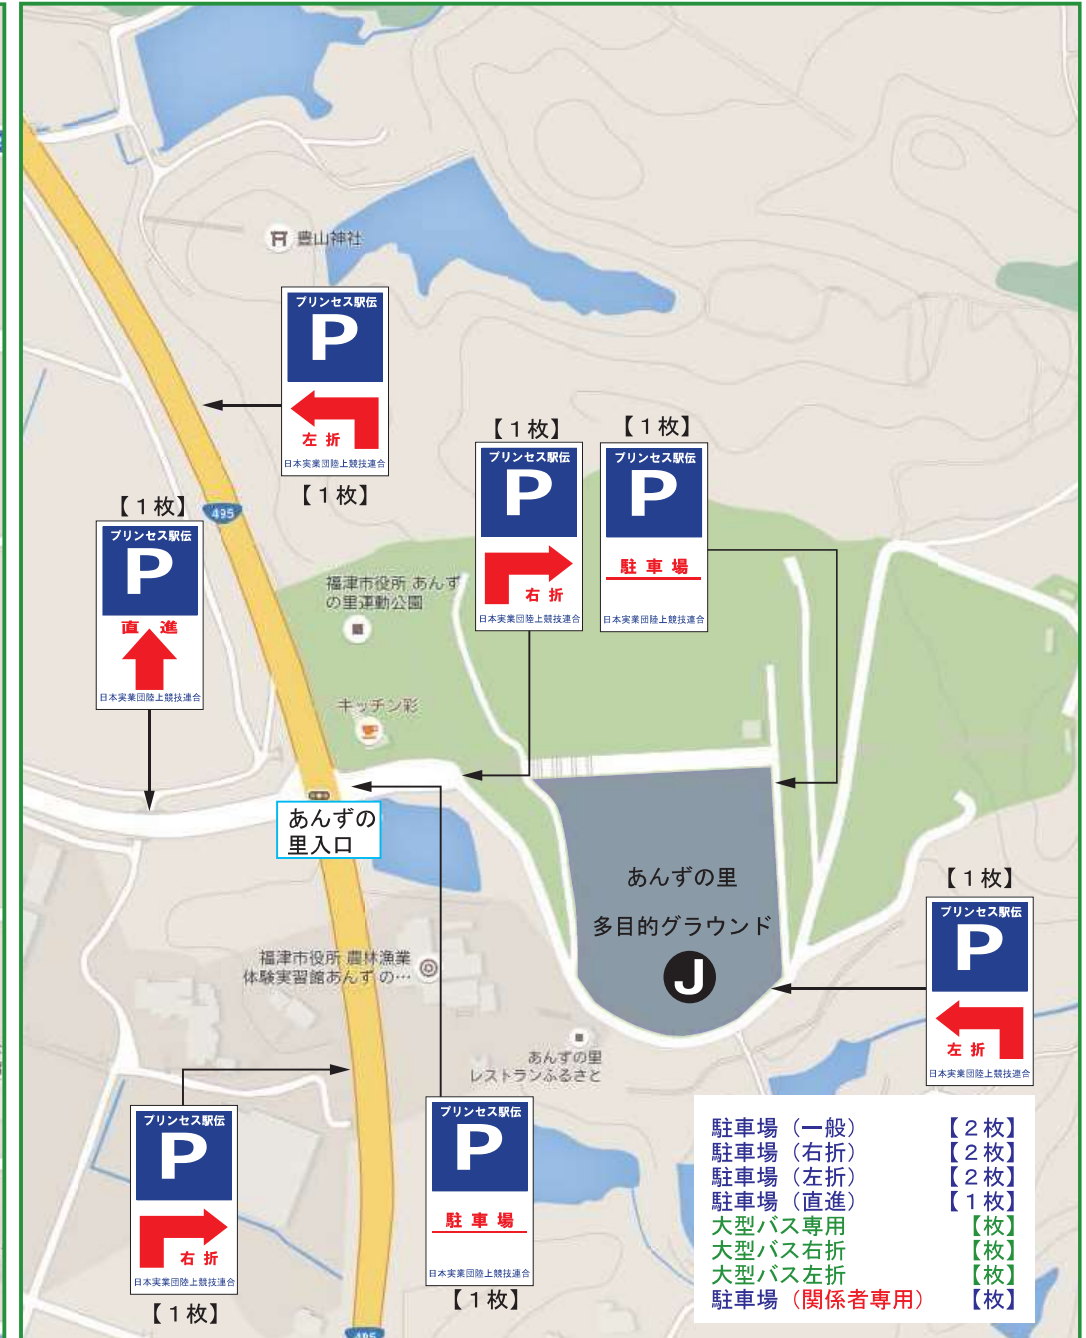 豊山神社
プリンセス駅伝
P
左折
日本実業団陸上競技連合
【1枚】
495
【1枚】
プリンセス駅伝
P
直進
日本実業団陸上競技連合
【1枚】
プリンセス駅伝
P
右折
日本実業団陸上競技連合
【1枚】
プリンセス駅伝
P
駐車場
日本実業団陸上競技連合
福津市役所 あんず
の里運動公園
キッチン彩
あんずの
里入口
あんずの里
多目的グラウンド
J
【1枚】
プリンセス駅伝
P
左折
日本実業団陸上競技連合
福津市役所 農林漁業
体験実習館あんずの…
あんずの里
レストランふるさと
プリンセス駅伝
P
右折
日本実業団陸上競技連合
【1枚】
プリンセス駅伝
P
駐車場
日本実業団陸上競技連合
【1枚】
495
駐車場（一般） 【2枚】
駐車場（右折） 【2枚】
駐車場（左折） 【2枚】
駐車場（直進） 【1枚】
大型バス専用 【枚】
大型バス右折 【枚】
大型バス左折 【枚】
駐車場（関係者専用） 【枚】